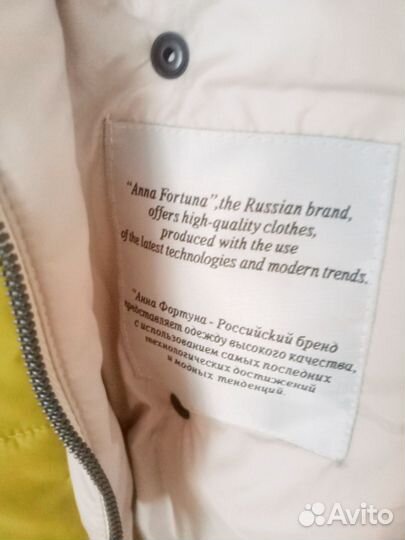 "Anna Fortuna",the Russian brand,
offers high-quality clothes,
produced with the use
of the latest technologies and modern trends.
"Анна Фортуна - Российский бренд
представляет одежду высокого качества,
с использованием самых последних
технологических достижений
и модных тенденций.
Avito